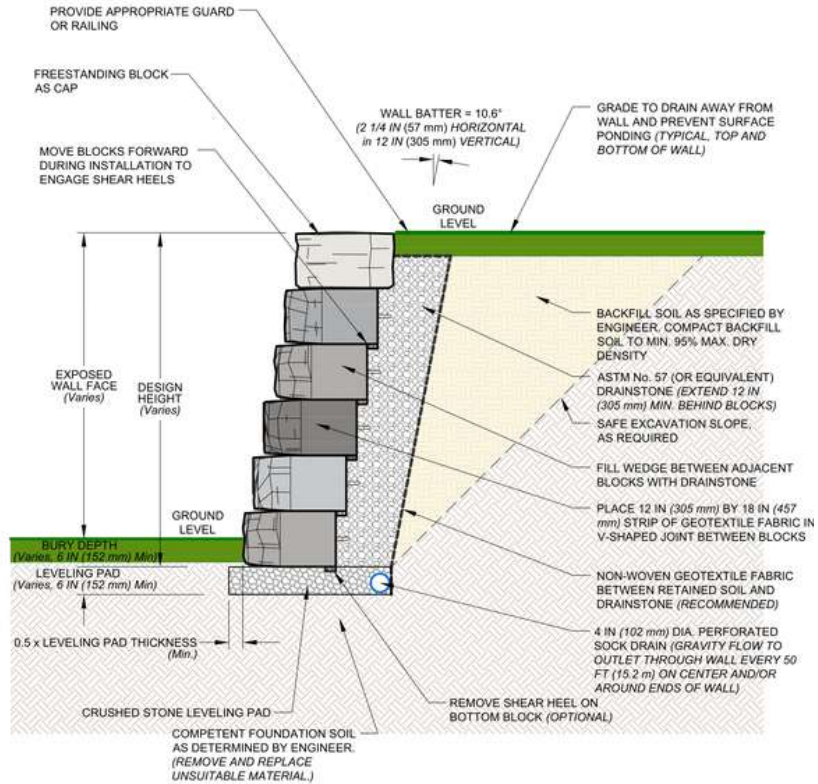 PROVIDE APPROPRIATE GUARD
OR RAILING
FREESTANDING BLOCK
AS CAP
WALL BATTER = 10.6°
(2 1/4 IN (57 mm) HORIZONTAL
in 12 IN (305 mm) VERTICAL)
GRADE TO DRAIN AWAY FROM
WALL AND PREVENT SURFACE
PONDING (TYPICAL, TOP AND
BOTTOM OF WALL)
MOVE BLOCKS FORWARD
DURING INSTALLATION TO
ENGAGE SHEAR HEELS
GROUND
LEVEL
EXPOSED
WALL FACE
(Varies)
DESIGN
HEIGHT
(Varies)
BACKFILL SOIL AS SPECIFIED BY
ENGINEER. COMPACT BACKFILL
SOIL TO MIN. 95% MAX. DRY
DENSITY
ASTM No. 57 (OR EQUIVALENT)
DRAINSTONE (EXTEND 12 IN
(305 mm) MIN. BEHIND BLOCKS)
SAFE EXCAVATION SLOPE,
AS REQUIRED
FILL WEDGE BETWEEN ADJACENT
BLOCKS WITH DRAINSTONE
PLACE 12 IN (305 mm) BY 18 IN (457
mm) STRIP OF GEOTEXTILE FABRIC IN
V-SHAPED JOINT BETWEEN BLOCKS
GROUND
LEVEL
BURY DEPTH
(Varies, 6 IN (152 mm) Min)
LEVELING PAD
(Varies, 6 IN (152 mm) Min)
NON-WOVEN GEOTEXTILE FABRIC
BETWEEN RETAINED SOIL AND
DRAINSTONE (RECOMMENDED)
0.5 x LEVELING PAD THICKNESS
(Min.)
4 IN (102 mm) DIA. PERFORATED
SOCK DRAIN (GRAVITY FLOW TO
OUTLET THROUGH WALL EVERY 50
FT (15.2 m) ON CENTER AND/OR
AROUND ENDS OF WALL)
CRUSHED STONE LEVELING PAD
REMOVE SHEAR HEEL ON
BOTTOM BLOCK (OPTIONAL)
COMPETENT FOUNDATION SOIL
AS DETERMINED BY ENGINEER.
(REMOVE AND REPLACE
UNSUITABLE MATERIAL.)